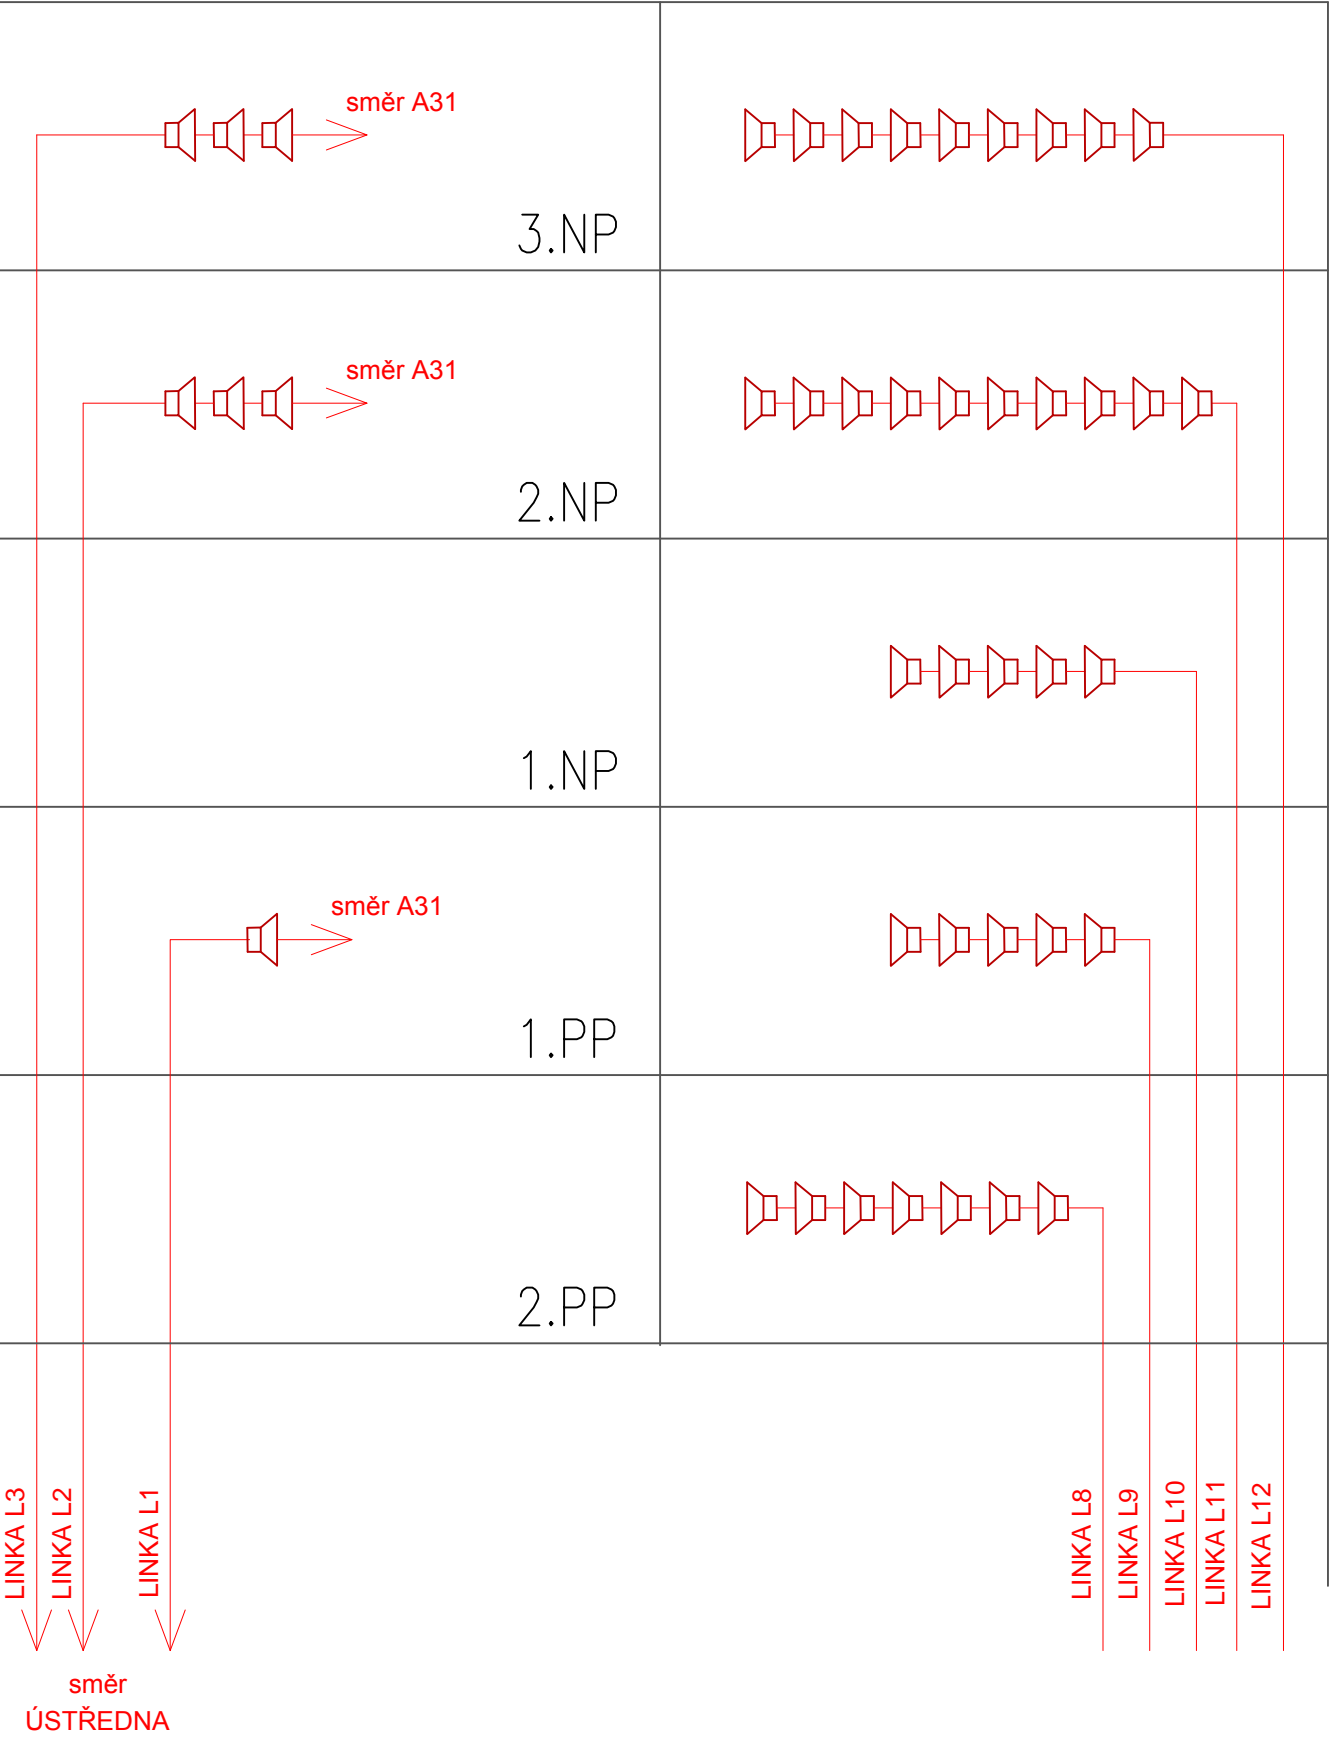 směr A31
3.NP
směr A31
2.NP
1.NP
směr A31
1.PP
2.PP
LINKA L3
LINKA L2
LINKA L1
LINKA L8
LINKA L9
LINKA L10
LINKA L11
LINKA L12
směr
ÚSTŘEDNA